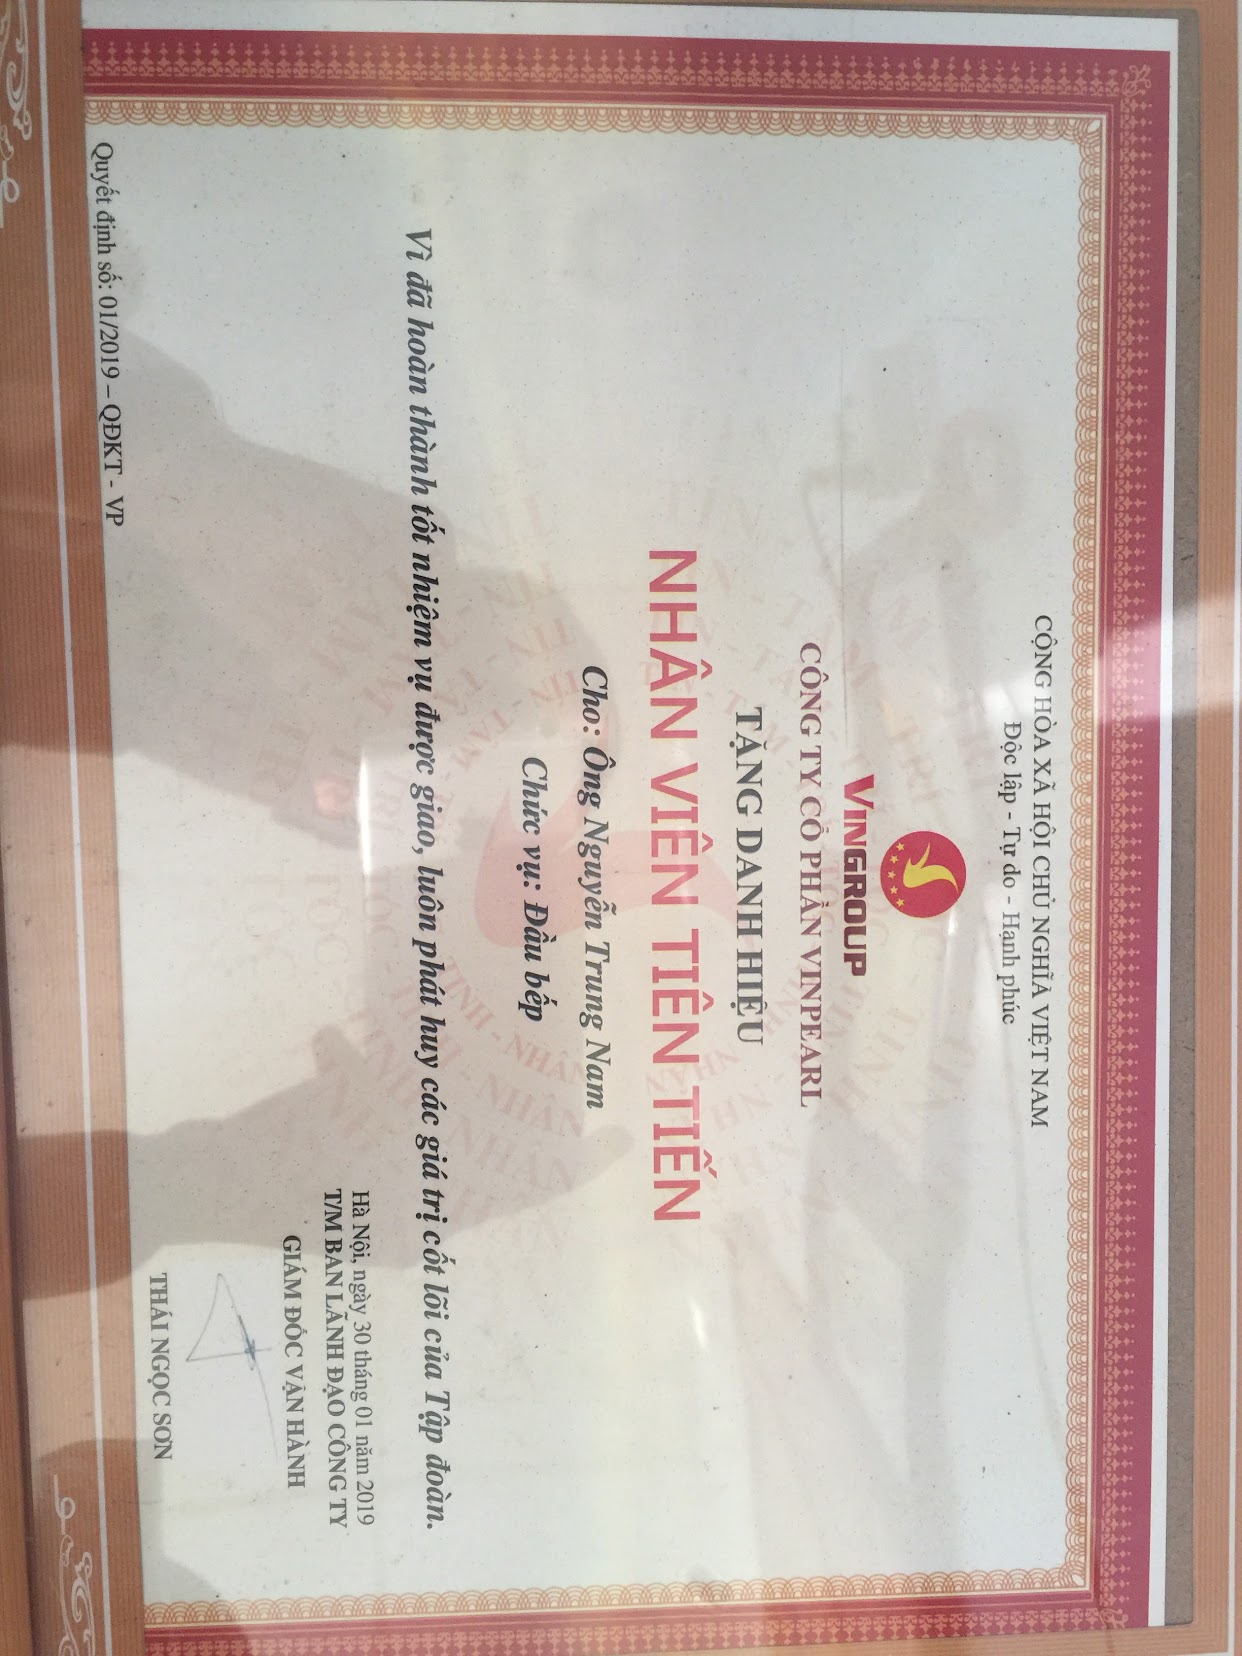 CỘNG HÒA XÃ HỘI CHỦ NGHĨA VIỆT NAM
Độc lập - Tự do - Hạnh phúc
VINGROUP
CÔNG TY CỔ PHẦN VINPEARL
TẶNG DANH HIỆU
NHÂN VIÊN TIÊN TIẾN
Cho: Ông Nguyễn Trung Nam
Chức vụ: Đầu bếp
Vì đã hoàn thành tốt nhiệm vụ được giao, luôn phát huy các giá trị cốt lõi của Tập đoàn.
Hà Nội, ngày 30 tháng 01 năm 2019
T/M BAN LÃNH ĐẠO CÔNG TY
GIÁM ĐỐC VẬN HÀNH
THÁI NGỌC SƠN
Quyết định số: 01/2019 – QĐKT - VP